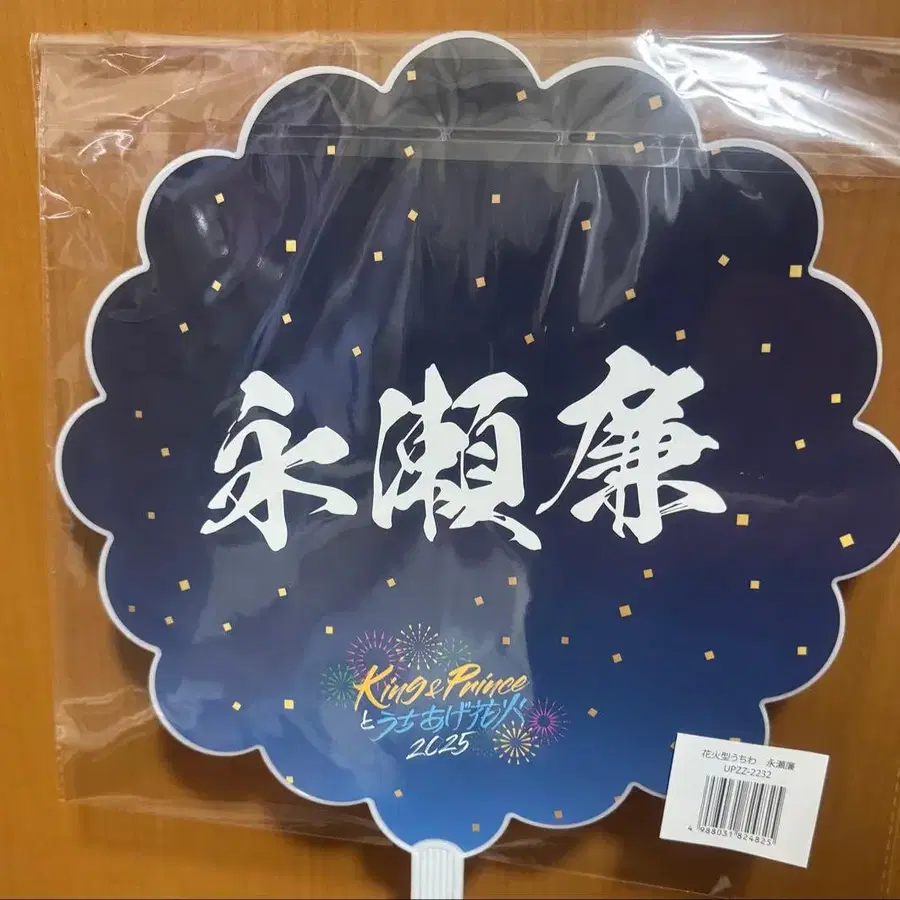 永瀬廉
King & Prince
とうちあげ花火
2025
花火型うちわ　永瀬廉
UPZZ-2232
4 988031 824825